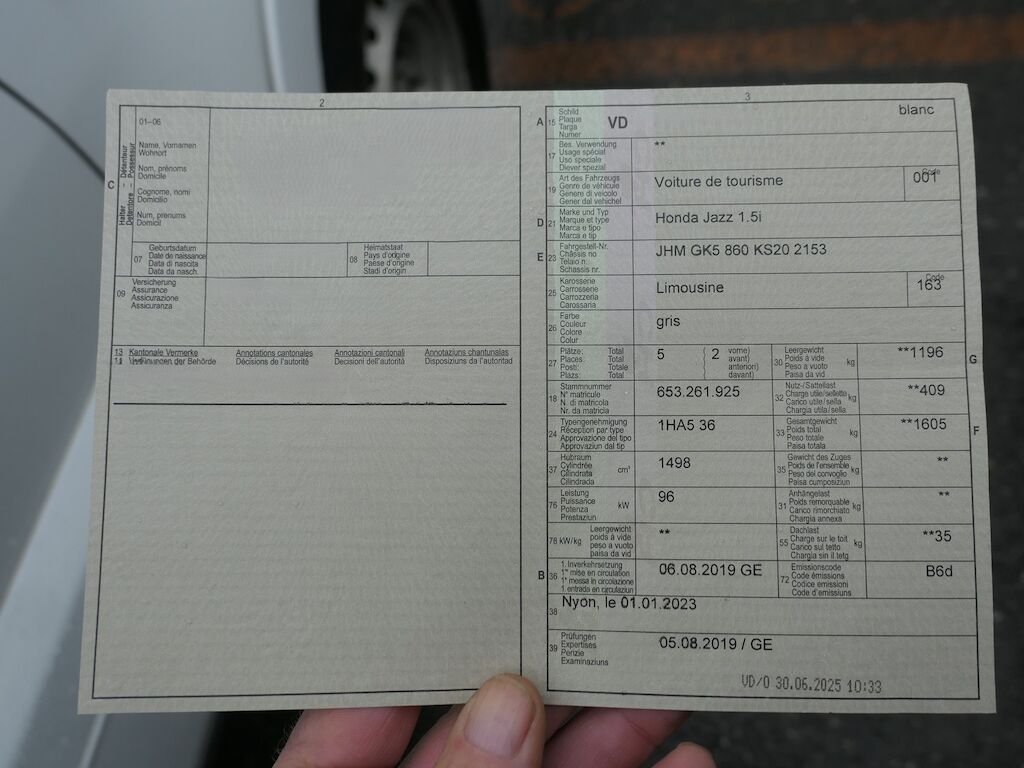 2
01–06
Name, Vornamen
Wohnort
Nom, prénoms
Domicile
Cognome, nomi
Domicilio
Num, prenums
Domicil
C
Halter – Détenteur
Detentore – Possessur
07
Geburtsdatum
Date de naissance
Data di nascita
Data da nasch.
08
Heimatstaat
Pays d'origine
Paese d'origine
Stadi d'origin
09
Versicherung
Assurance
Assicurazione
Assicuranza
13 Kantonale Vermerke Annotations cantonales Annotazioni cantonali Annotaziuns chantunalas
Verfügungen der Behörde Décisions de l'autorité Decisioni dell'autorità Disposiziuns da l'autoritad
3
A 15
Schild
Plaque
Targa
Numer
VD
blanc
17
Bes. Verwendung
Usage spécial
Uso speciale
Diever spezial
**
19
Art des Fahrzeugs
Genre de véhicule
Genere di veicolo
Gener dal vehichel
Voiture de tourisme
Code
001
D 21
Marke und Typ
Marque et type
Marca e tipo
Marca e tip
Honda Jazz 1.5i
E 23
Fahrgestell-Nr.
Châssis no
Telaio n.
Schassis nr.
JHM GK5 860 KS20 2153
25
Karosserie
Carrosserie
Carrozzeria
Carossaria
Limousine
Code
163
26
Farbe
Couleur
Colore
Colur
gris
27
Plätze: Total
Places: Total
Posti: Totale
Plazs: Total
5
( 2 vorne)
( avant)
( anteriori)
( davant)
30
Leergewicht
Poids à vide
Peso a vuoto
Paisa da vid
kg
**1196
G
18
Stammnummer
N° matricule
N. di matricola
Nr. da matricla
653.261.925
32
Nutz-/Sattellast
Charge utile/sellette
Carico utile/sella
Chargia utila/sella
kg
**409
24
Typengenehmigung
Réception par type
Approvazione del tipo
Approvaziun dal tip
1HA5 36
33
Gesamtgewicht
Poids total
Peso totale
Paisa totala
kg
**1605
F
37
Hubraum
Cylindrée
Cilindrata
Cilindrada
cm³
1498
35
Gewicht des Zuges
Poids de l'ensemble
Peso del convoglio
Paisa cumposiziun
kg
**
76
Leistung
Puissance
Potenza
Prestaziun
kW
96
31
Anhängelast
Poids remorquable
Carico rimorchiato
Chargia annexa
kg
**
78 kW/kg
Leergewicht
poids à vide
peso a vuoto
paisa da vid
**
55
Dachlast
Charge sur le toit
Carico sul tetto
Chargia sin il tetg
kg
**35
B 36
1. Inverkehrsetzung
1re mise en circulation
1a messa in circolazione
1. entrada en circulaziun
06.08.2019 GE
72
Emissionscode
Code émissions
Codice emissioni
Code d'emissiuns
B6d
38
Nyon, le 01.01.2023
39
Prüfungen
Expertises
Perizie
Examinaziuns
05.08.2019 / GE
VD/0 30.06.2025 10:33